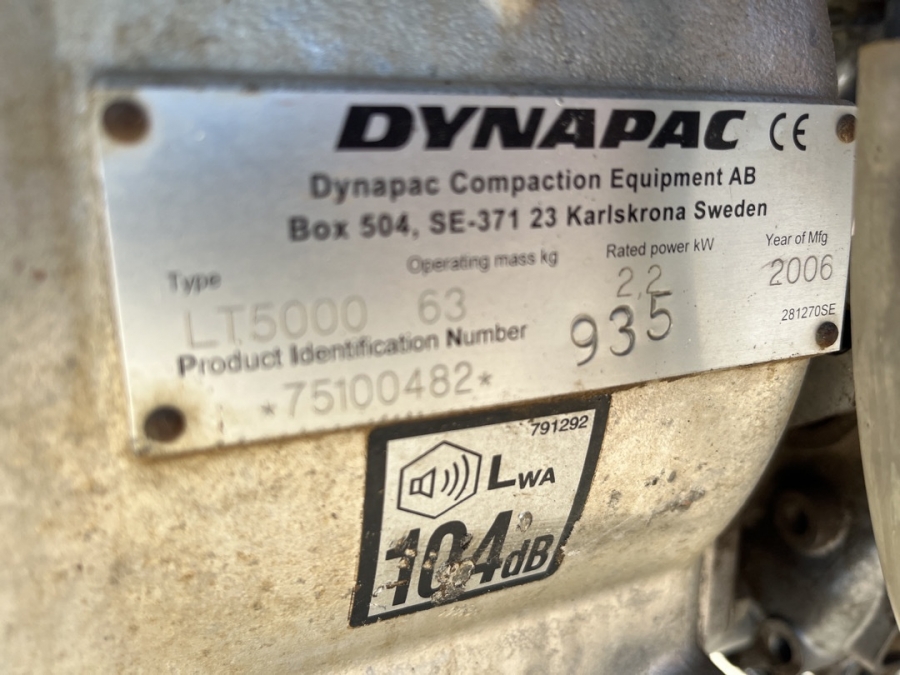 DYNAPAC CE
Dynapac Compaction Equipment AB
Box 504, SE-371 23 Karlskrona Sweden
Type Operating mass kg Rated power kW Year of Mfg
LT5000 63 2,2 2006
Product Identification Number 935 281270SE
*75100482*
791292
LWA
104dB